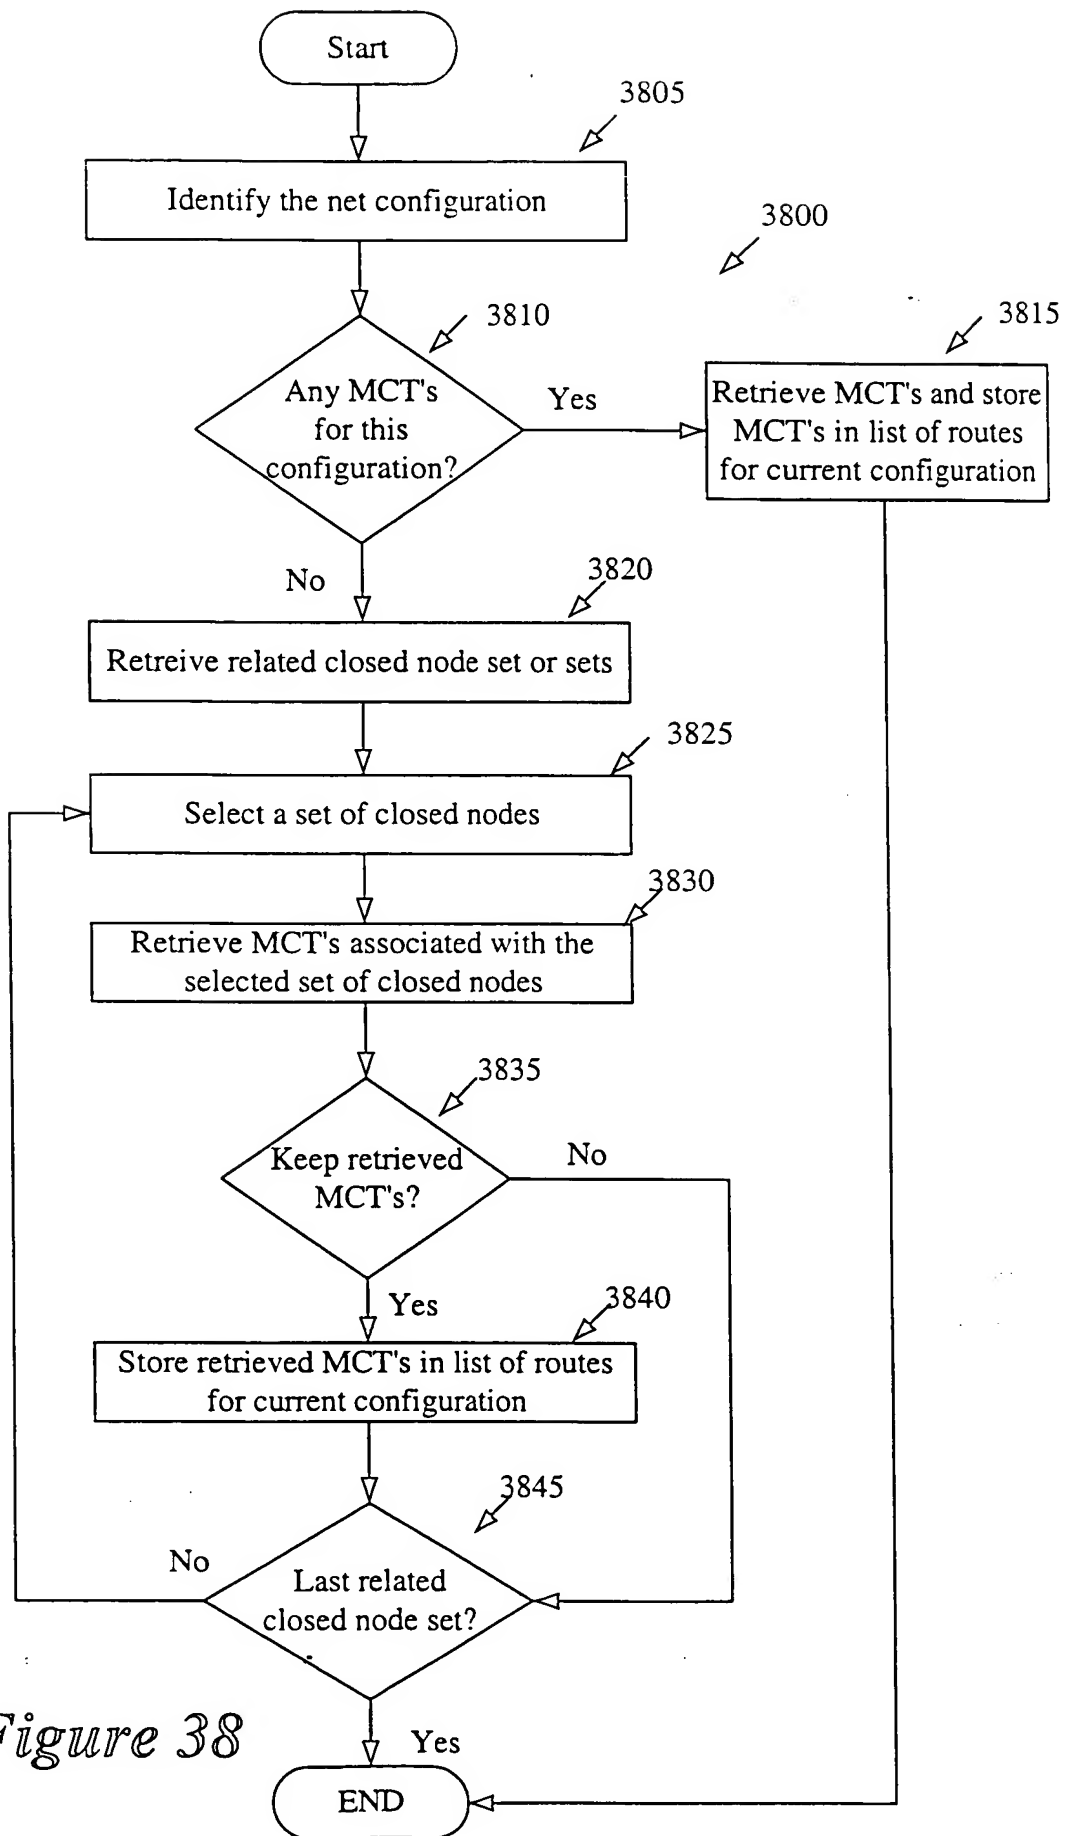 Start
3805
Identify the net configuration
3800
3810
3815
Any MCT's
for this
configuration?
Yes
Retrieve MCT's and store
MCT's in list of routes
for current configuration
No
3820
Retreive related closed node set or sets
3825
Select a set of closed nodes
3830
Retrieve MCT's associated with the
selected set of closed nodes
3835
Keep retrieved
MCT's?
No
Yes
3840
Store retrieved MCT's in list of routes
for current configuration
3845
No
Last related
closed node set?
Figure 38
Yes
END